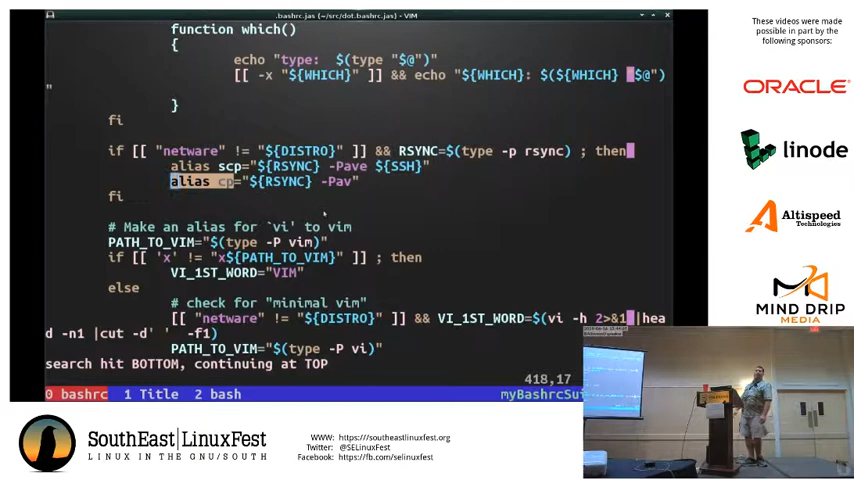 .bashrc.jas (~/src/dot.bashrc.jas) - VIM
function which()
{
echo "type:  $(type "$@")"
[[ -x "${WHICH}" ]] && echo "${WHICH}: $(${WHICH} $@")
"
}
fi
if [[ "netware" != "${DISTRO}" ]] && RSYNC=$(type -p rsync) ; then
alias scp="${RSYNC} -Pave ${SSH}"
alias cp="${RSYNC} -Pav"
fi
# Make an alias for `vi' to vim
PATH_TO_VIM="$(type -P vim)"
if [[ 'x' != "x${PATH_TO_VIM}" ]] ; then
VI_1ST_WORD="VIM"
else
# check for "minimal vim"
[[ "netware" != "${DISTRO}" ]] && VI_1ST_WORD=$(vi -h 2>&1 |hea
d -n1 |cut -d' '  -f1)
PATH_TO_VIM="$(type -P vi)"
search hit BOTTOM, continuing at TOP
418,17
0 bashrc  1 Title  2 bash
myBashrcSui
These videos were made
possible in part by the
following sponsors:
ORACLE
linode
Altispeed
Technologies
MIND DRIP
MEDIA
SouthEast|LinuxFest
LINUX IN THE GNU/SOUTH
WWW: https:///southeastlinuxfest.org
Twitter: @SELinuxFest
Facebook: https://fb.com/selinuxfest